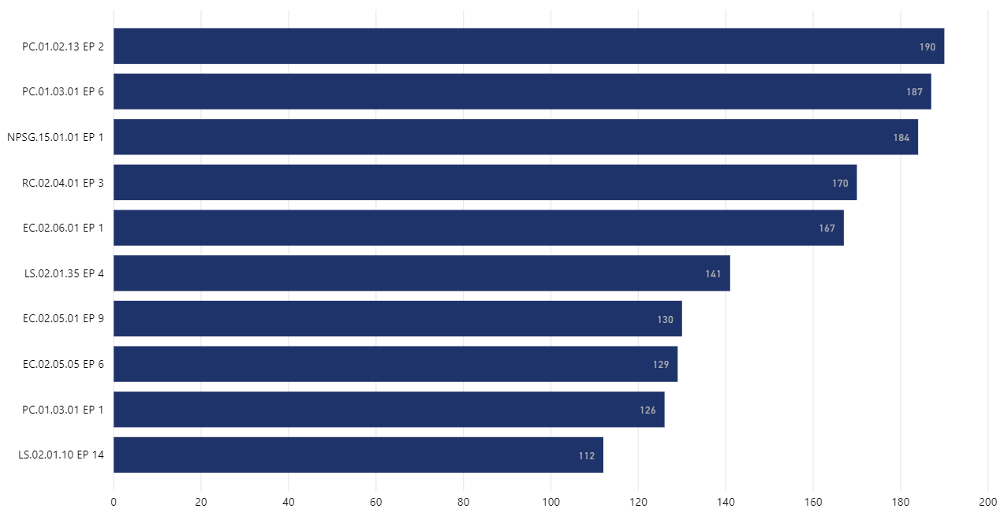 PC.01.02.13 EP 2 190
PC.01.03.01 EP 6 187
NPSG.15.01.01 EP 1 184
RC.02.04.01 EP 3 170
EC.02.06.01 EP 1 167
LS.02.01.35 EP 4 141
EC.02.05.01 EP 9 130
EC.02.05.05 EP 6 129
PC.01.03.01 EP 1 126
LS.02.01.10 EP 14 112
0 20 40 60 80 100 120 140 160 180 200